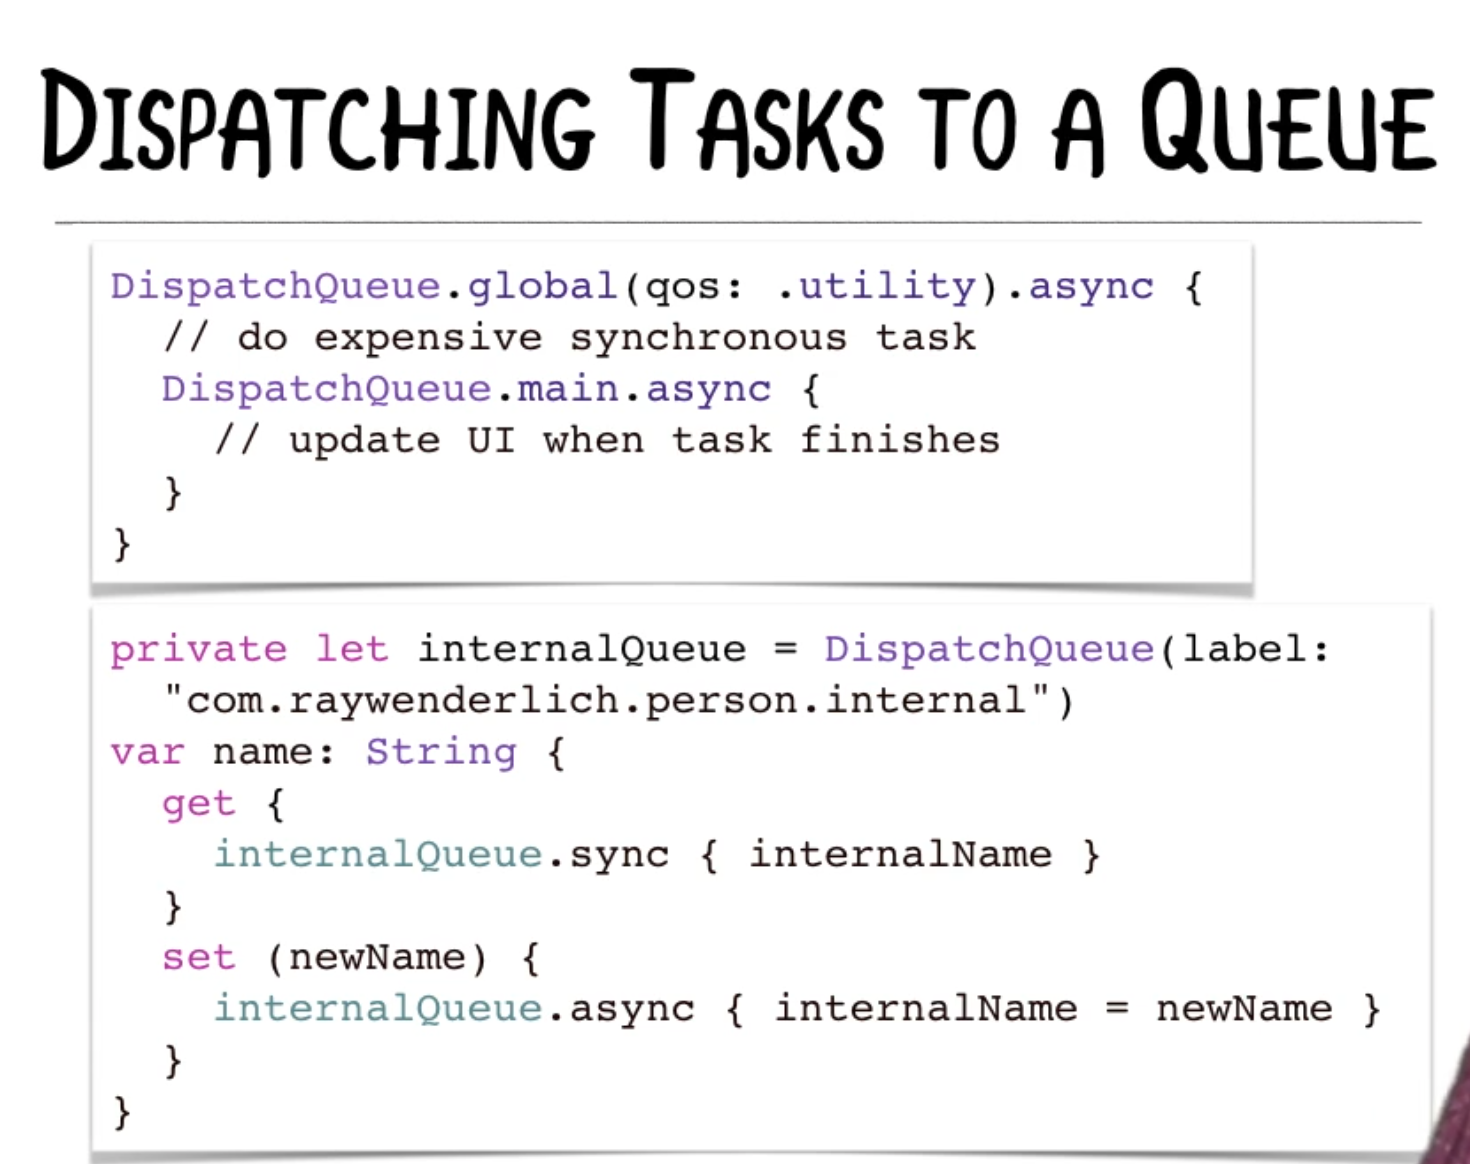 DISPATCHING TASKS TO A QUEUE
DispatchQueue.global(qos: .utility).async {
  // do expensive synchronous task
  DispatchQueue.main.async {
    // update UI when task finishes
  }
}
private let internalQueue = DispatchQueue(label:
  "com.raywenderlich.person.internal")
var name: String {
  get {
    internalQueue.sync { internalName }
  }
  set (newName) {
    internalQueue.async { internalName = newName }
  }
}